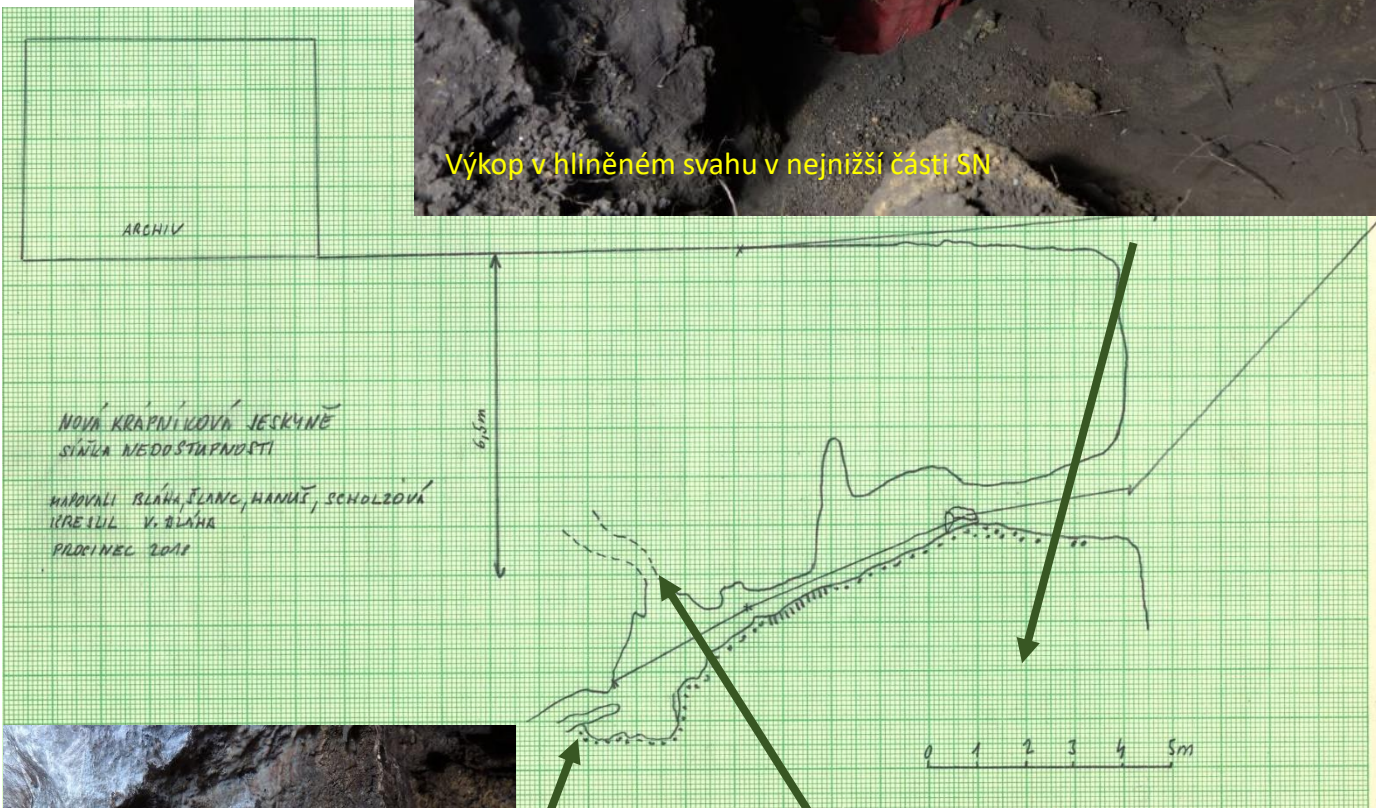 Výkop v hliněném svahu v nejnižší části SN
ARCHIV
6,5m
NOVÁ KRÁPNÍKOVÁ JESKYNĚ
SÍŇKA NEDOSTUPNOSTI
MAPOVALI BLÁHA, ŠLANC, HANUŠ, SCHOLZOVÁ
KRESLIL V. BLÁHA
PROSINEC
0 1 2 3 4 5m